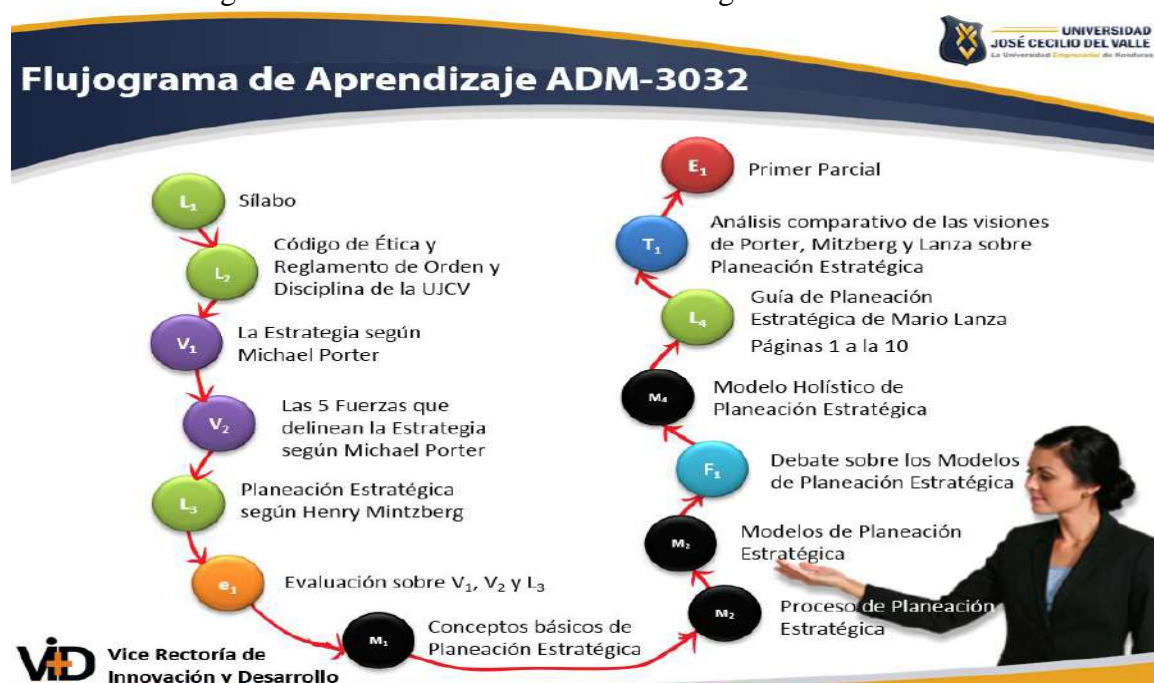 UNIVERSIDAD
JOSÉ CECILIO DEL VALLE
La Universidad Emprendedor de Honduras
Flujograma de Aprendizaje ADM-3032
L₁ Sílabo
L₂ Código de Ética y
Reglamento de Orden y
Disciplina de la UJCV
V₁ La Estrategia según
Michael Porter
V₂ Las 5 Fuerzas que
delinean la Estrategia
según Michael Porter
L₃ Planeación Estratégica
según Henry Mintzberg
e₁ Evaluación sobre V₁, V₂ y L₃
M₁ Conceptos básicos de
Planeación Estratégica
M₂ Proceso de Planeación
Estratégica
M₂ Modelos de Planeación
Estratégica
F₁ Debate sobre los Modelos
de Planeación Estratégica
M₄ Modelo Holístico de
Planeación Estratégica
L₄ Guía de Planeación
Estratégica de Mario Lanza
Páginas 1 a la 10
T₁ Análisis comparativo de las visiones
de Porter, Mitzberg y Lanza sobre
Planeación Estratégica
E₁ Primer Parcial
ViD Vice Rectoría de
Innovación y Desarrollo